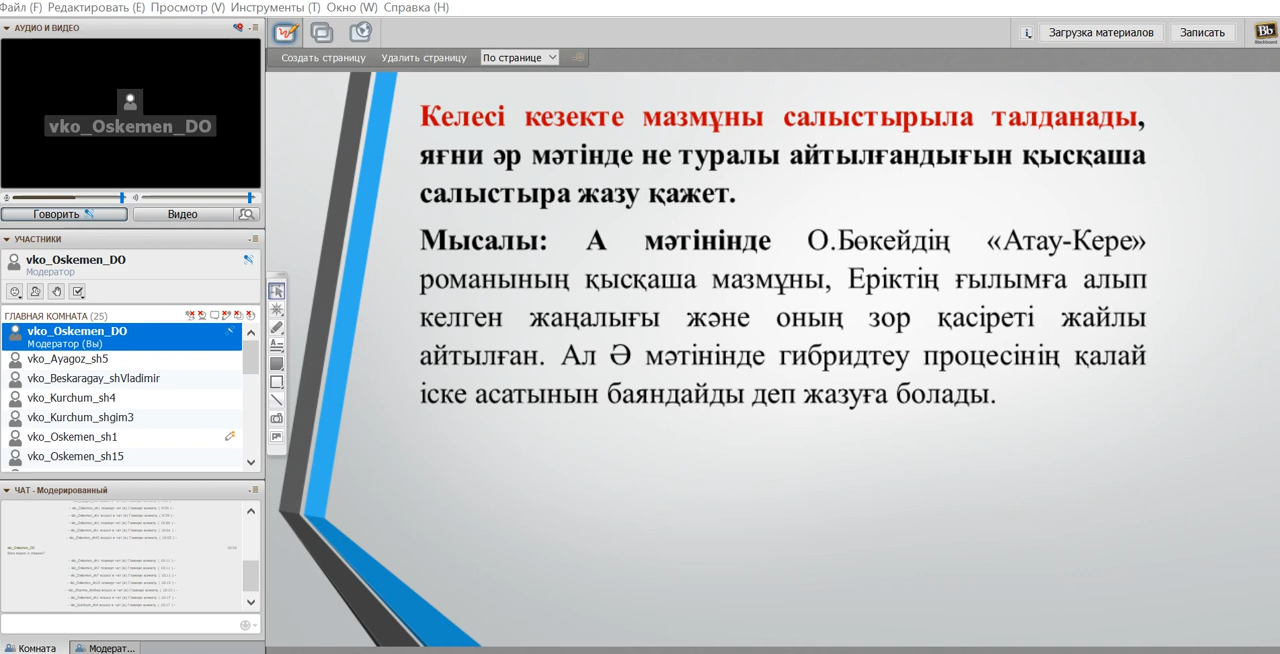 Файл (F) Редактировать (E) Просмотр (V) Инструменты (T) Окно (W) Справка (H)
АУДИО И ВИДЕО
vko_Oskemen_DO
Говорить
Видео
УЧАСТНИКИ
vko_Oskemen_DO
Модератор
ГЛАВНАЯ КОМНАТА (25)
vko_Oskemen_DO
Модератор (Вы)
vko_Ayagoz_sh5
vko_Beskaragay_shVladimir
vko_Kurchum_sh4
vko_Kurchum_shgim3
vko_Oskemen_sh1
vko_Oskemen_sh15
ЧАТ - Модерированный
Комната
Модерат...
Загрузка материалов
Записать
Bb
Blackboard
Создать страницу Удалить страницу По странице
Келесі кезекте мазмұны салыстырыла талданады,
яғни әр мәтінде не туралы айтылғандығын қысқаша
салыстыра жазу қажет.
Мысалы: А мәтінінде О.Бөкейдің «Атау-Кере»
романының қысқаша мазмұны, Еріктің ғылымға алып
келген жаңалығы және оның зор қасіреті жайлы
айтылған. Ал Ә мәтінінде гибридтеу процесінің қалай
іске асатынын баяндайды деп жазуға болады.